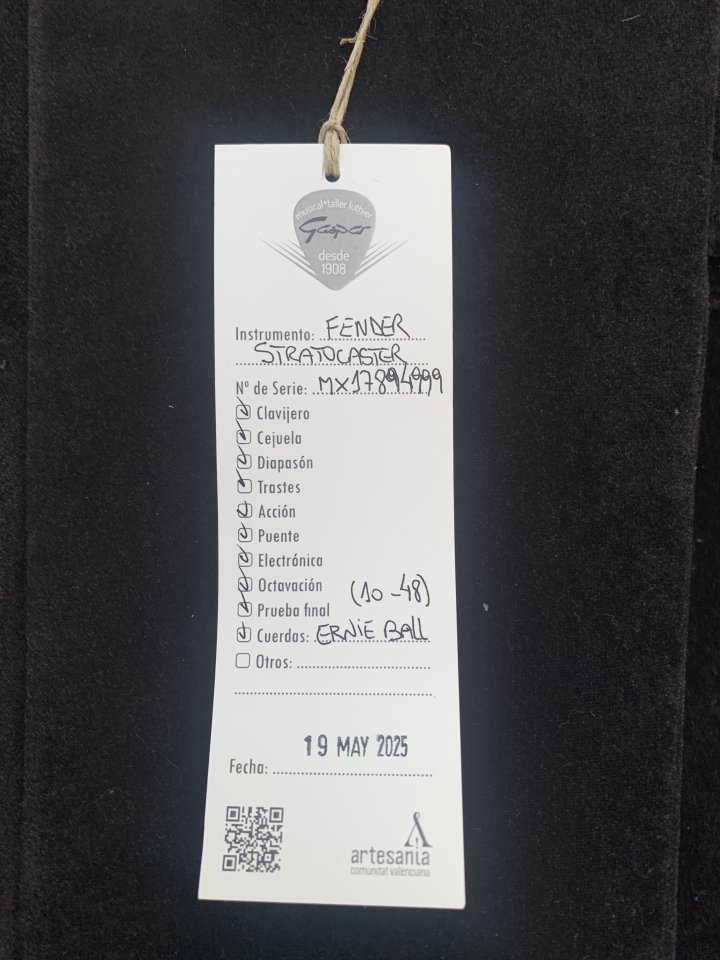 musical*taller luthier
Gaspar
desde
1908
Instrumento: FENDER
STRATOCASTER
Nº de Serie: MX17894999
Clavijero
Cejuela
Diapasón
Trastes
Acción
Puente
Electrónica
Octavación
Prueba final (10-48)
Cuerdas: ERNIE BALL
Otros:
19 MAY 2025
Fecha:
artesanía
comunitat valenciana